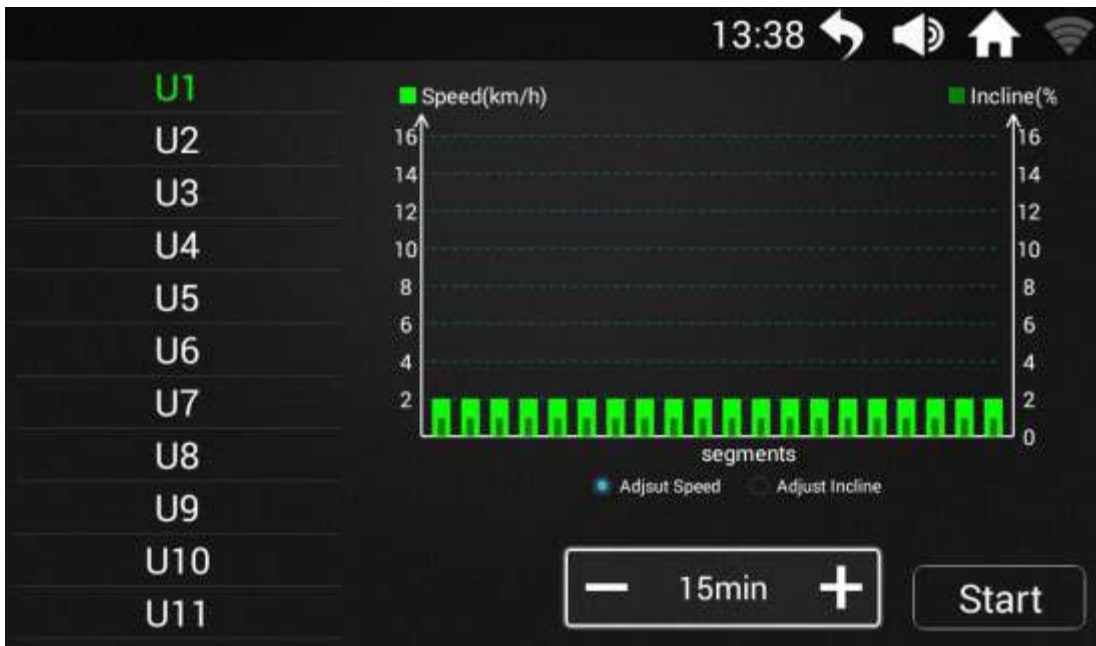 13:38
U1
U2
U3
U4
U5
U6
U7
U8
U9
U10
U11
Speed(km/h)
Incline(%
16
14
12
10
8
6
4
2
16
14
12
10
8
6
4
2
0
segments
Adjsut Speed
Adjust Incline
15min
Start